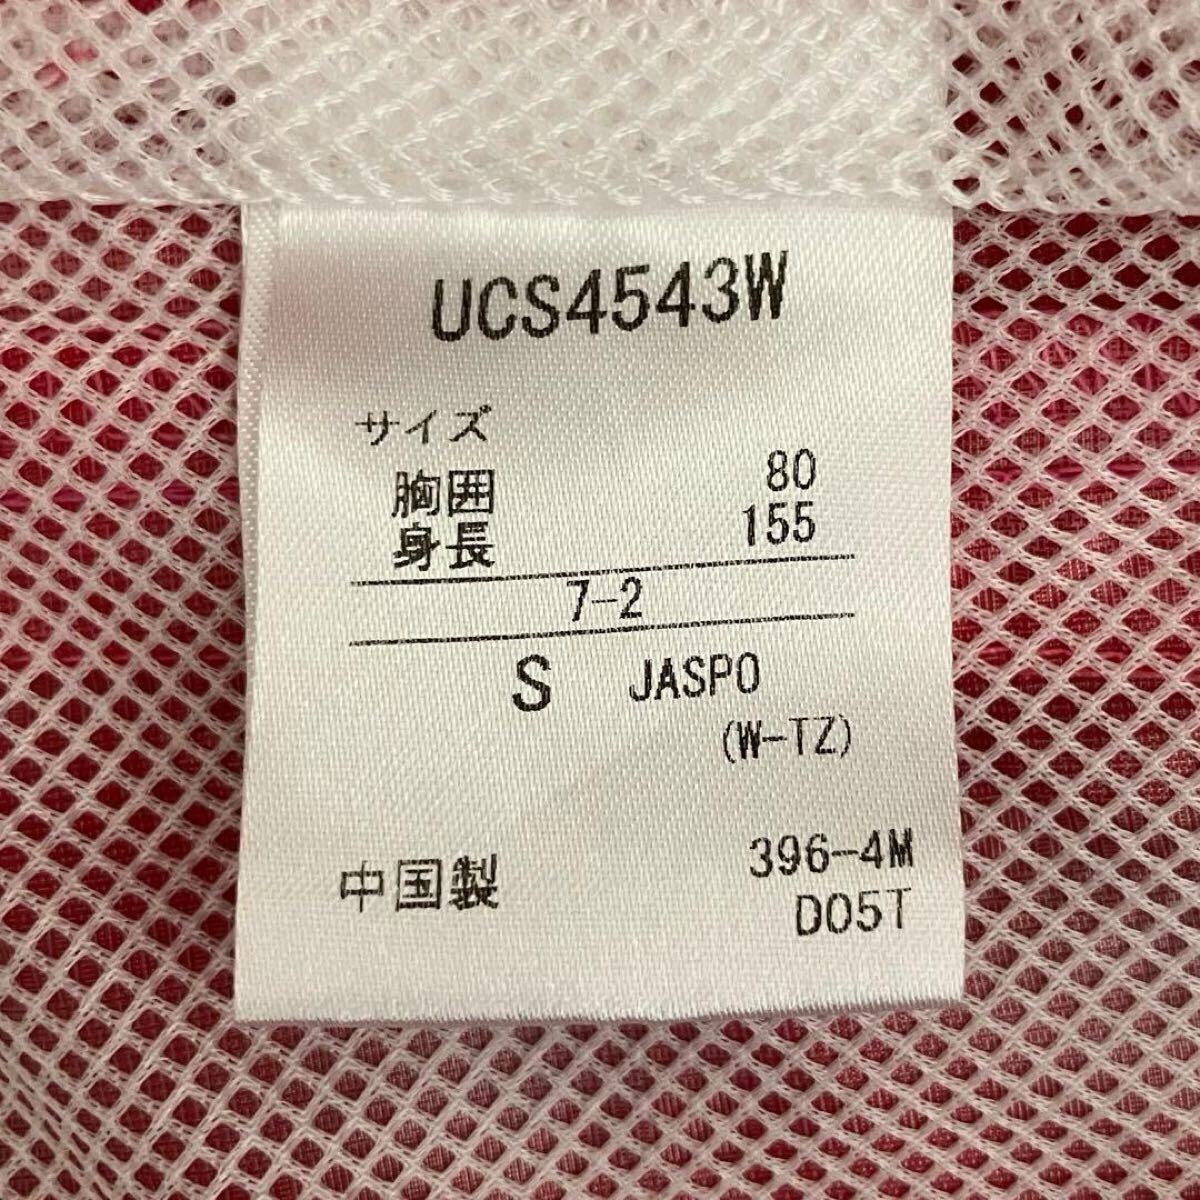 UCS4543W
サイズ
胸囲 80
身長 155
7-2
S JASPO
(W-TZ)
396-4M
中国製
D05T